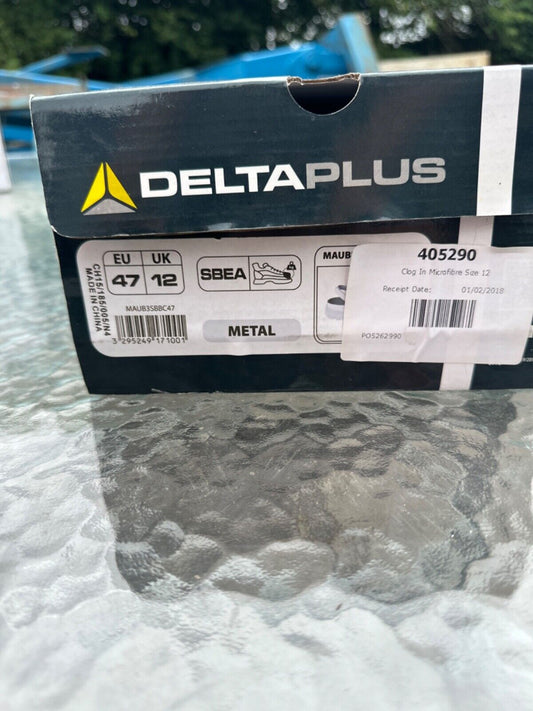 DELTAPLUS
CH15/185/005/N4
MADE IN CHINA
EU UK
47 12
MAUB3SBBC47
3 295249 171001
SBEA
METAL
MAUB
405290
Clog In Microfibre Size 12
Receipt Date: 01/02/2018
PO5262990